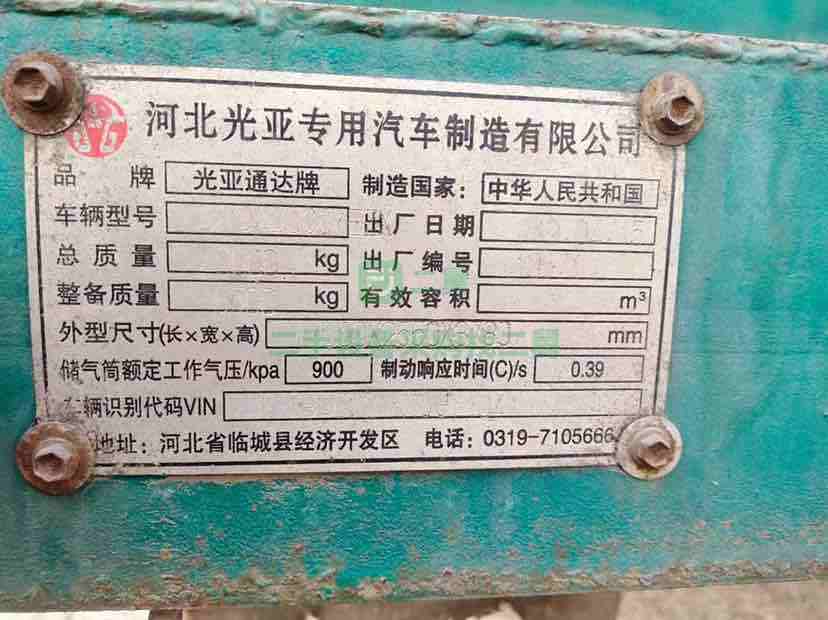 河北光亚专用汽车制造有限公司
品牌 光亚通达牌 制造国家: 中华人民共和国
车辆型号 出厂日期
总质量 kg 出厂编号
整备质量 kg 有效容积 m³
外型尺寸(长×宽×高) mm
储气筒额定工作气压/kpa 900 制动响应时间(C)/s 0.39
车辆识别代码VIN
地址: 河北省临城县经济开发区 电话: 0319-7105666